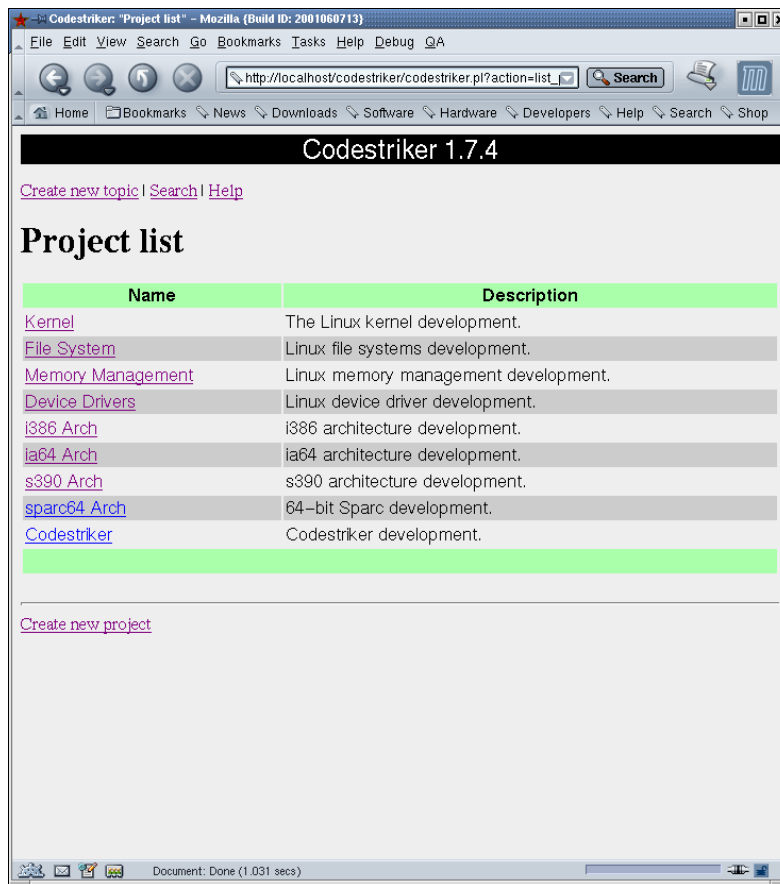 Codestriker: "Project list" - Mozilla {Build ID: 2001060713}
File Edit View Search Go Bookmarks Tasks Help Debug QA
http://localhost/codestriker/codestriker.pl?action=list_ Search
Home Bookmarks News Downloads Software Hardware Developers Help Search Shop
Codestriker 1.7.4
Create new topic | Search | Help
Project list
Name Description
Kernel The Linux kernel development.
File System Linux file systems development.
Memory Management Linux memory management development.
Device Drivers Linux device driver development.
i386 Arch i386 architecture development.
ia64 Arch ia64 architecture development.
s390 Arch s390 architecture development.
sparc64 Arch 64-bit Sparc development.
Codestriker Codestriker development.
Create new project
Document: Done (1.031 secs)